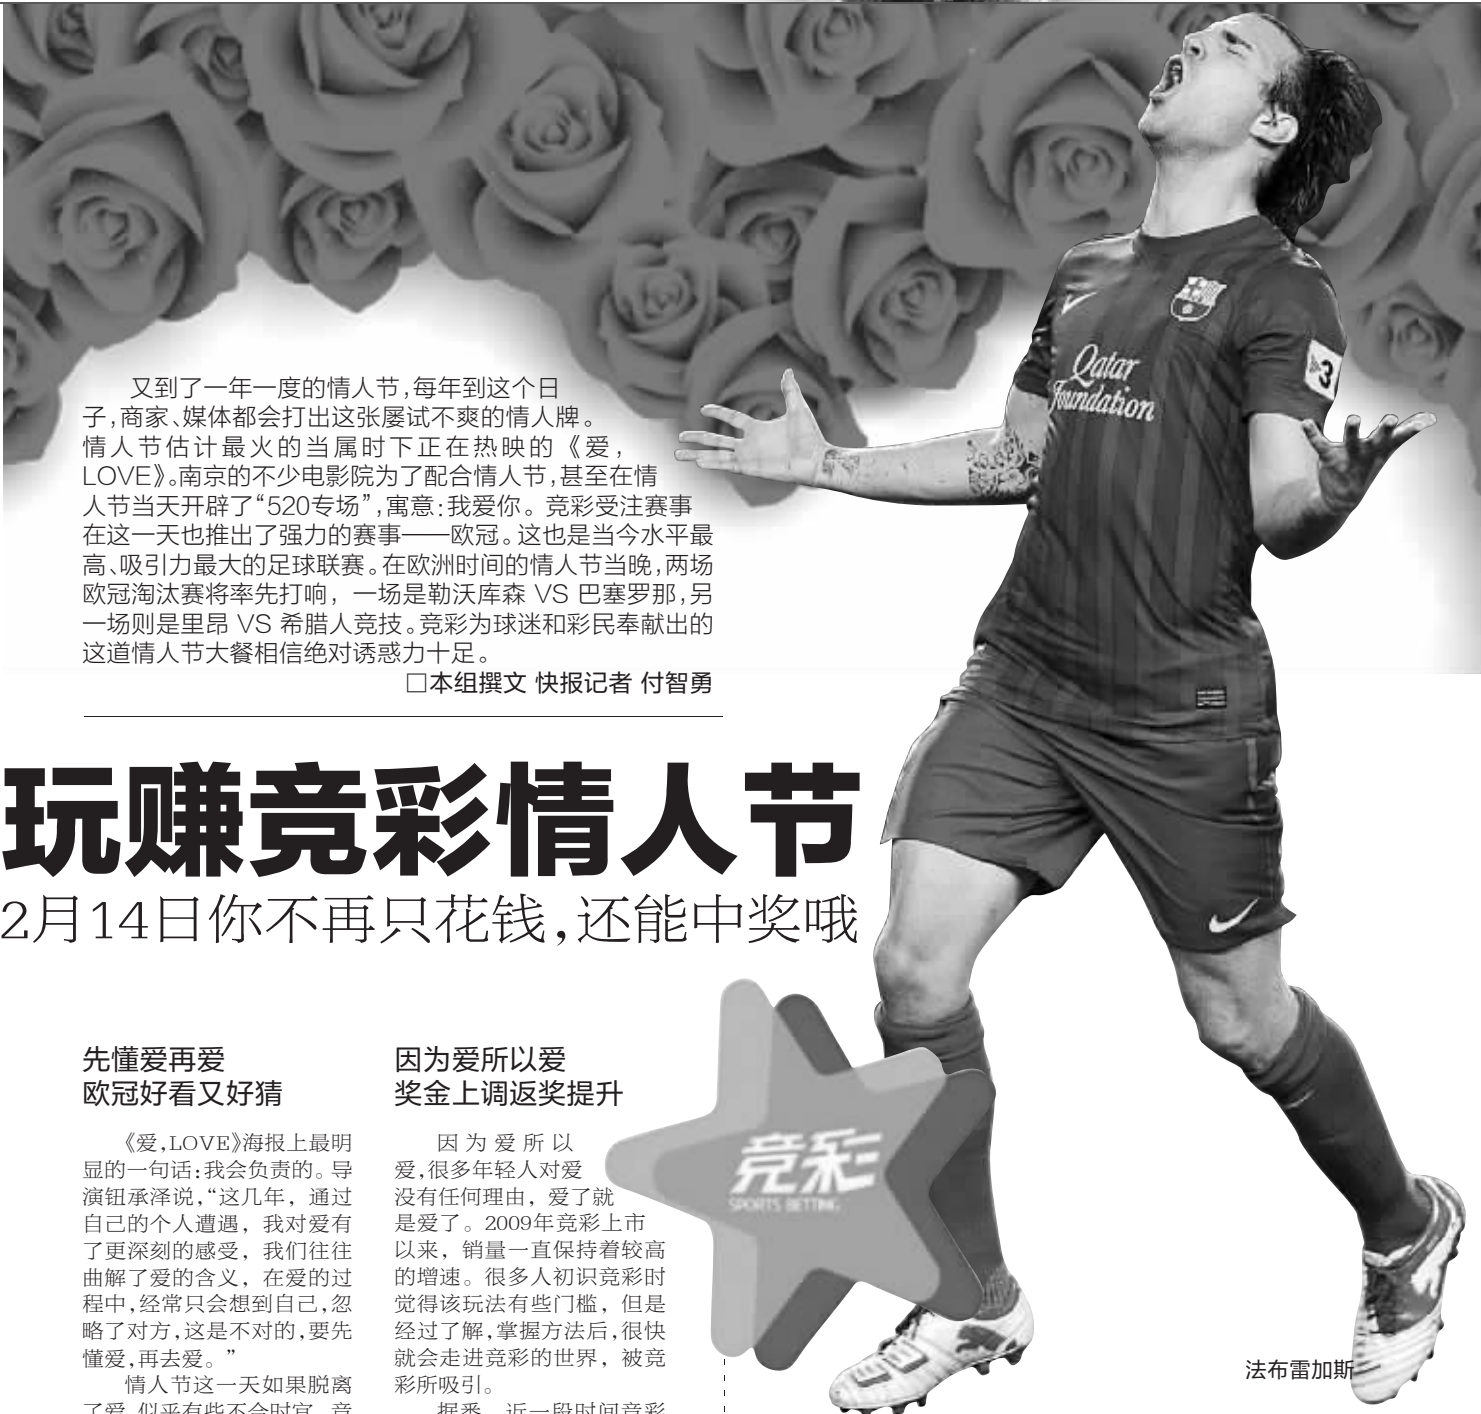 又到了一年一度的情人节,每年到这个日
子,商家、媒体都会打出这张屡试不爽的情人牌。
情人节估计最火的当属时下正在热映的《爱,
LOVE》。南京的不少电影院为了配合情人节,甚至在情
人节当天开辟了“520专场”,寓意:我爱你。竞彩受注赛事
在这一天也推出了强力的赛事——欧冠。这也是当今水平最
高、吸引力最大的足球联赛。在欧洲时间的情人节当晚,两场
欧冠淘汰赛将率先打响,一场是勒沃库森 VS 巴塞罗那,另
一场则是里昂 VS 希腊人竞技。竞彩为球迷和彩民奉献出的
这道情人节大餐相信绝对诱惑力十足。
□本组撰文 快报记者 付智勇
玩赚竞彩情人节
2月14日你不再只花钱,还能中奖哦
先懂爱再爱
欧冠好看又好猜
《爱,LOVE》海报上最明
显的一句话:我会负责的。导
演钮承泽说,“这几年,通过
自己的个人遭遇,我对爱有
了更深刻的感受,我们往往
曲解了爱的含义,在爱的过
程中,经常只会想到自己,忽
略了对方,这是不对的,要先
懂爱,再去爱。”
情人节这一天如果脱离
了爱,似乎有些不合时宜,竞
因为爱所以爱
奖金上调返奖提升
因为爱所以
爱,很多年轻人对爱
没有任何理由,爱了就
是爱了。2009年竞彩上市
以来,销量一直保持着较高
的增速。很多人初识竞彩时
觉得该玩法有些门槛,但是
经过了解,掌握方法后,很快
就会走进竞彩的世界,被竞
彩所吸引。
据悉,近一段时间竞彩
竞彩
SPORTS BETTING
Qatar
Foundation
3
法布雷加斯